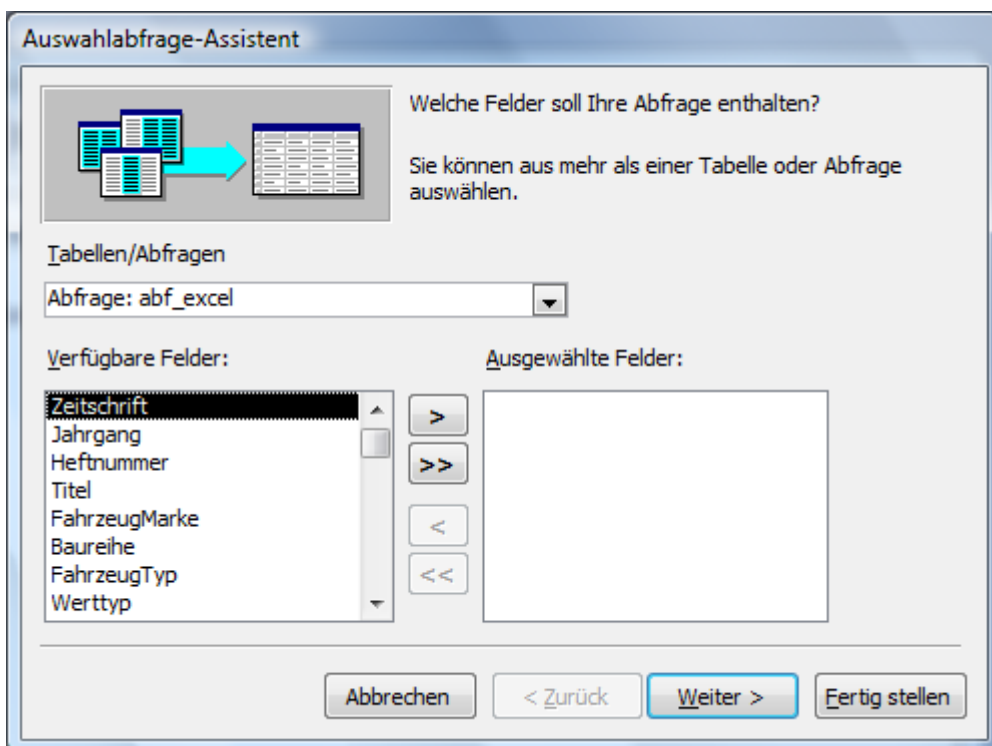 Auswahlabfrage-Assistent
Welche Felder soll Ihre Abfrage enthalten?
Sie können aus mehr als einer Tabelle oder Abfrage
auswählen.
Tabellen/Abfragen
Abfrage: abf_excel
Verfügbare Felder:
Ausgewählte Felder:
Zeitschrift
Jahrgang
Heftnummer
Titel
FahrzeugMarke
Baureihe
FahrzeugTyp
Werttyp
>
>>
<
<<
Abbrechen
< Zurück
Weiter >
Fertig stellen